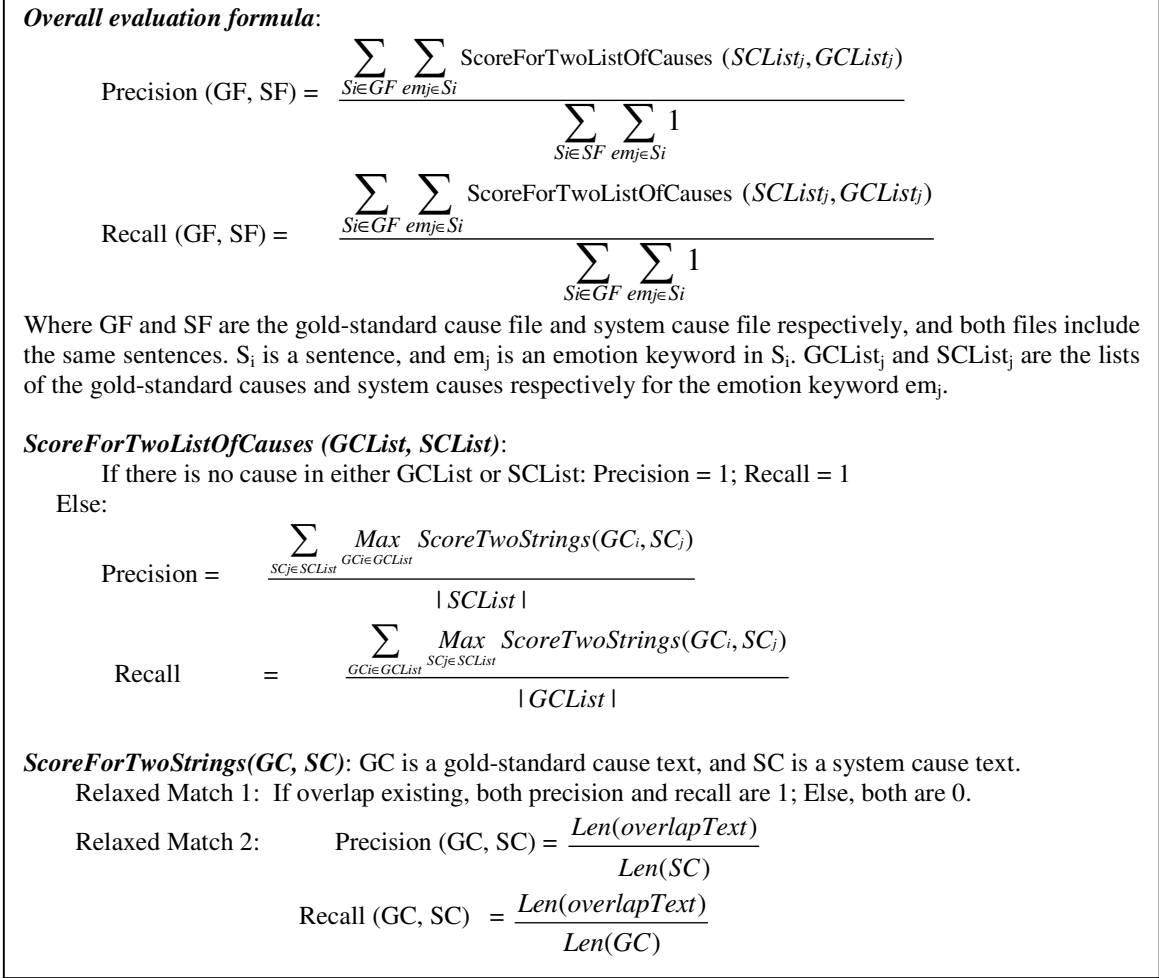 Overall evaluation formula:
Precision (GF, SF) = ∑_{Si∈GF} ∑_{emj∈Si} ScoreForTwoListOfCauses (SCListj, GCListj) / ∑_{Si∈SF} ∑_{emj∈Si} 1
Recall (GF, SF) = ∑_{Si∈GF} ∑_{emj∈Si} ScoreForTwoListOfCauses (SCListj, GCListj) / ∑_{Si∈GF} ∑_{emj∈Si} 1
Where GF and SF are the gold-standard cause file and system cause file respectively, and both files include
the same sentences. S_i is a sentence, and em_j is an emotion keyword in S_i. GCList_j and SCList_j are the lists
of the gold-standard causes and system causes respectively for the emotion keyword em_j.
ScoreForTwoListOfCauses (GCList, SCList):
If there is no cause in either GCList or SCList: Precision = 1; Recall = 1
Else:
Precision = ∑_{SCj∈SCList} Max_{GCi∈GCList} ScoreTwoStrings(GCi, SCj) / | SCList |
Recall = ∑_{GCi∈GCList} Max_{SCj∈SCList} ScoreTwoStrings(GCi, SCj) / | GCList |
ScoreForTwoStrings(GC, SC): GC is a gold-standard cause text, and SC is a system cause text.
Relaxed Match 1: If overlap existing, both precision and recall are 1; Else, both are 0.
Relaxed Match 2: Precision (GC, SC) = Len(overlapText) / Len(SC)
Recall (GC, SC) = Len(overlapText) / Len(GC)